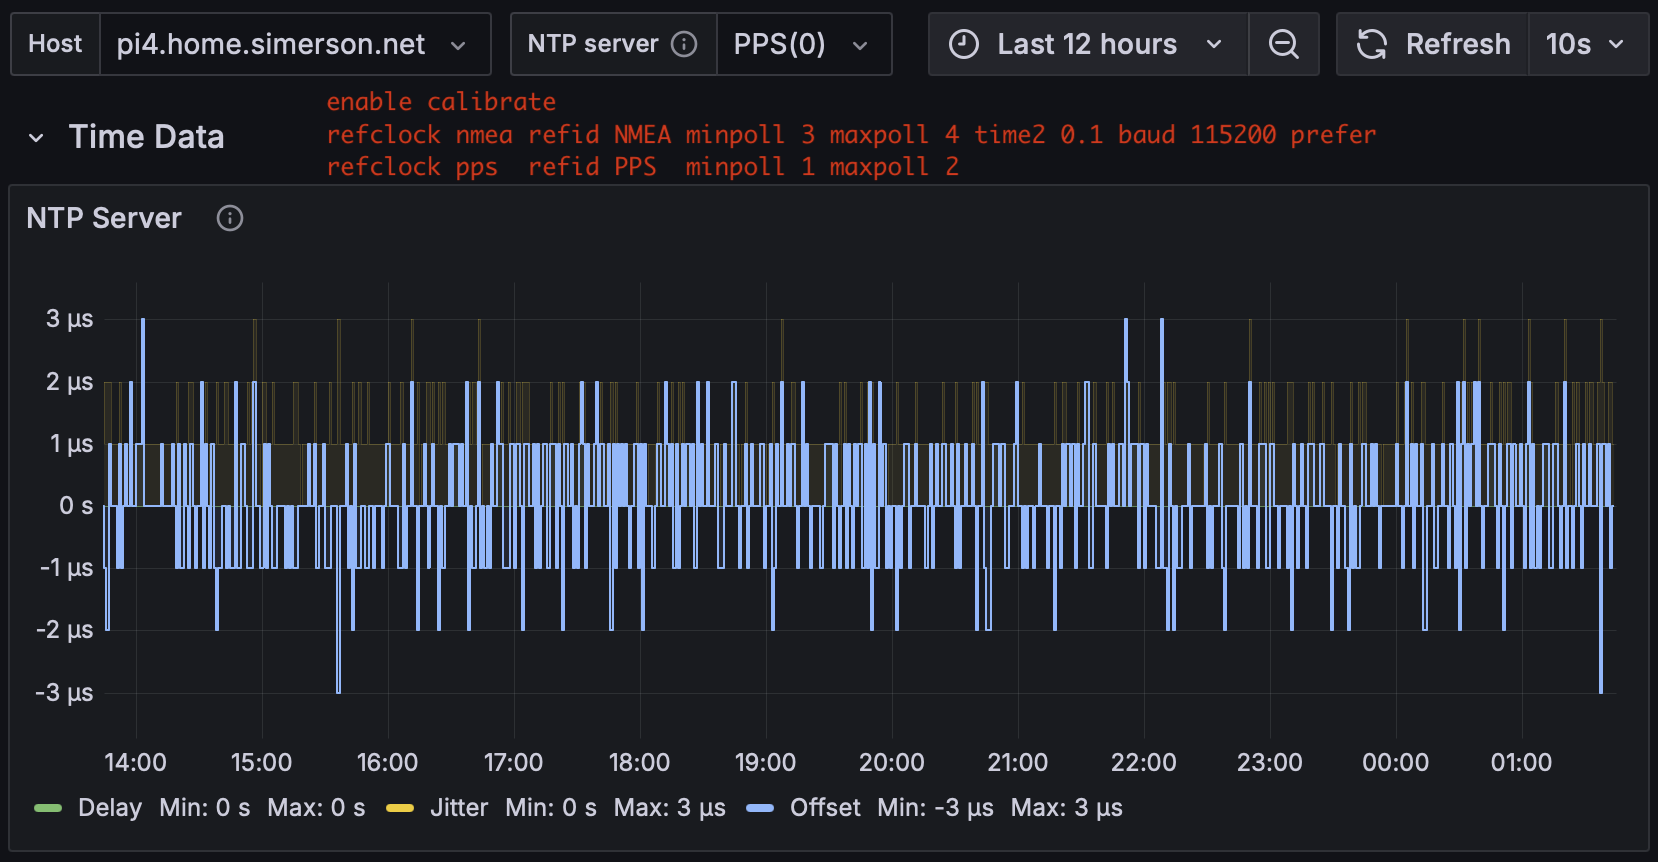 Host pi4.home.simerson.net NTP server PPS(0) Last 12 hours Refresh 10s
enable calibrate
Time Data
refclock nmea refid NMEA minpoll 3 maxpoll 4 time2 0.1 baud 115200 prefer
refclock pps  refid PPS  minpoll 1 maxpoll 2
NTP Server
3 µs
2 µs
1 µs
0 s
-1 µs
-2 µs
-3 µs
14:00 15:00 16:00 17:00 18:00 19:00 20:00 21:00 22:00 23:00 00:00 01:00
Delay Min: 0 s Max: 0 s Jitter Min: 0 s Max: 3 µs Offset Min: -3 µs Max: 3 µs